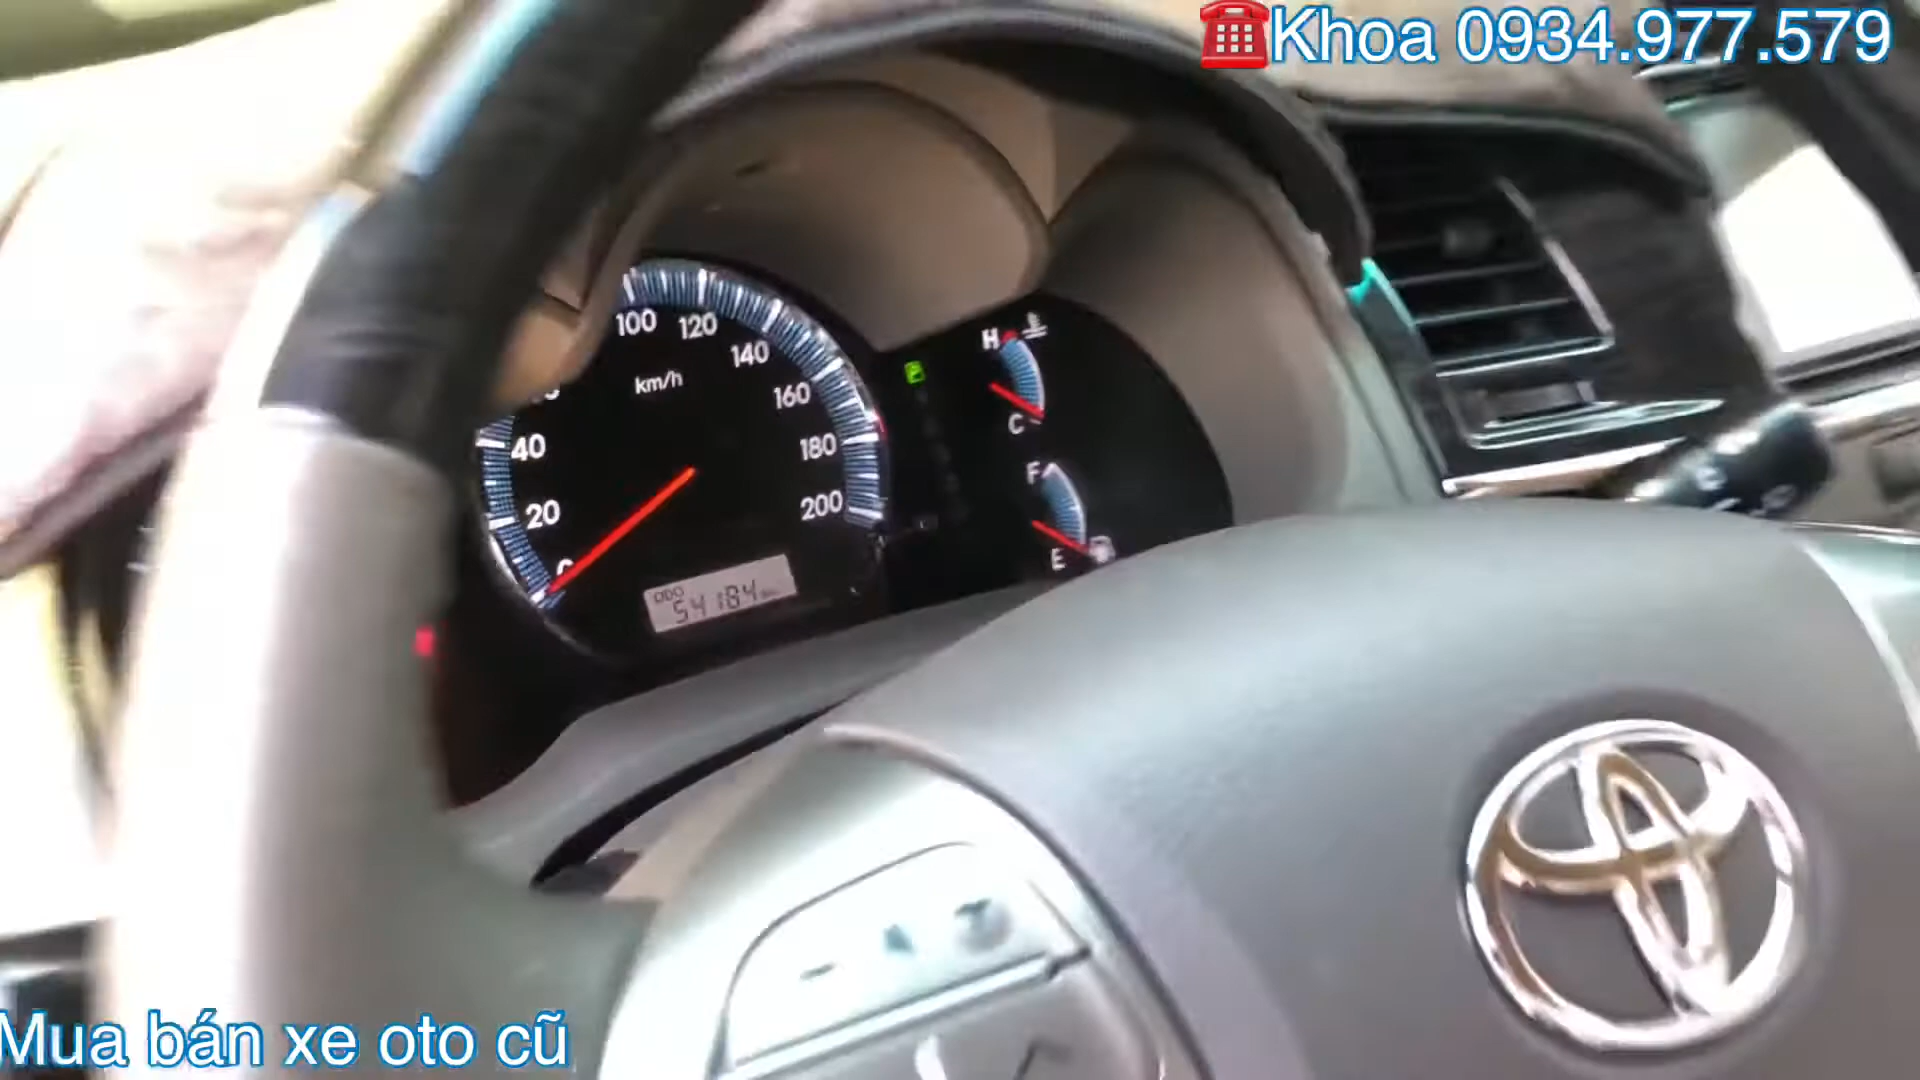 ☎Khoa 0934.977.579
100
120
140
160
180
200
km/h
40
20
ODO
54184
P
H
C
F
E
Mua bán xe oto cũ